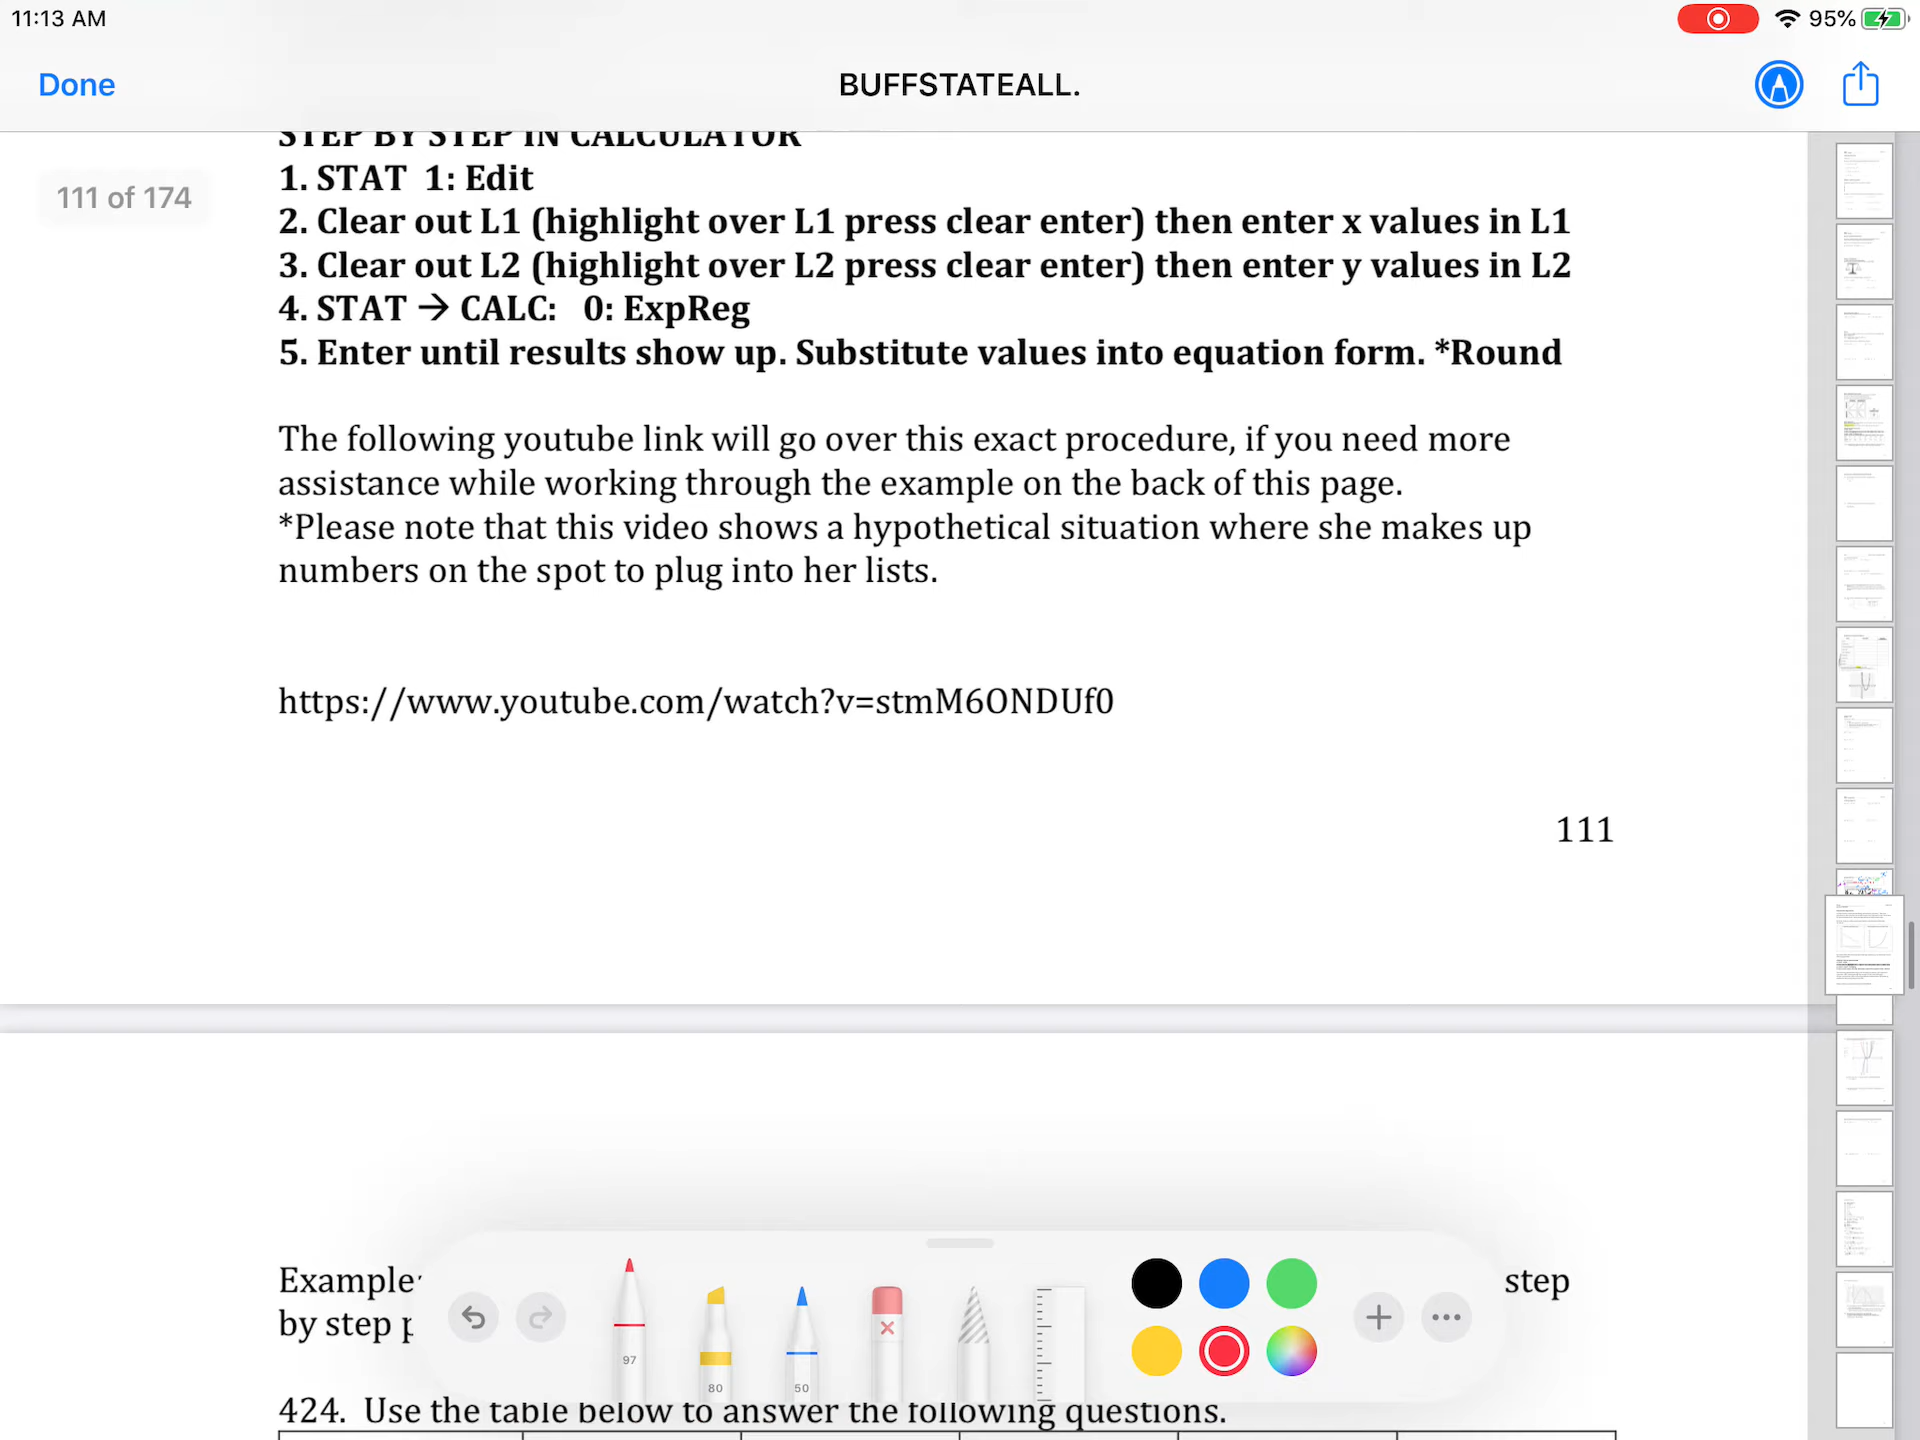 11:13 AM
95%
Done
BUFFSTATEALL.
111 of 174
STEP BY STEP IN CALCULATOR
1. STAT 1: Edit
2. Clear out L1 (highlight over L1 press clear enter) then enter x values in L1
3. Clear out L2 (highlight over L2 press clear enter) then enter y values in L2
4. STAT → CALC: 0: ExpReg
5. Enter until results show up. Substitute values into equation form. *Round
The following youtube link will go over this exact procedure, if you need more
assistance while working through the example on the back of this page.
*Please note that this video shows a hypothetical situation where she makes up
numbers on the spot to plug into her lists.
https://www.youtube.com/watch?v=stmM6ONDUf0
111
Example step
by step
97
80
50
424. Use the table below to answer the following questions.